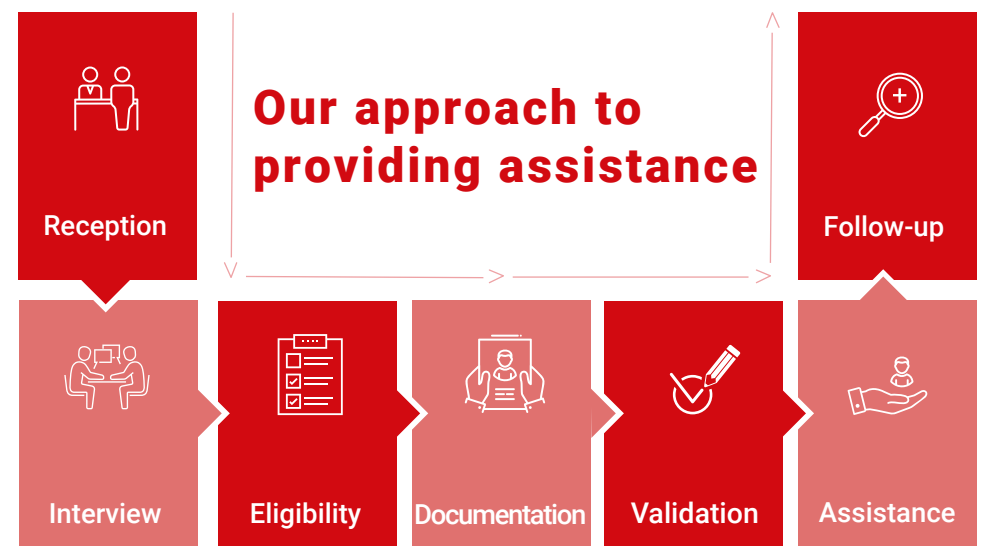 Our approach to
providing assistance
Reception
Interview
Eligibility
Documentation
Validation
Assistance
Follow-up